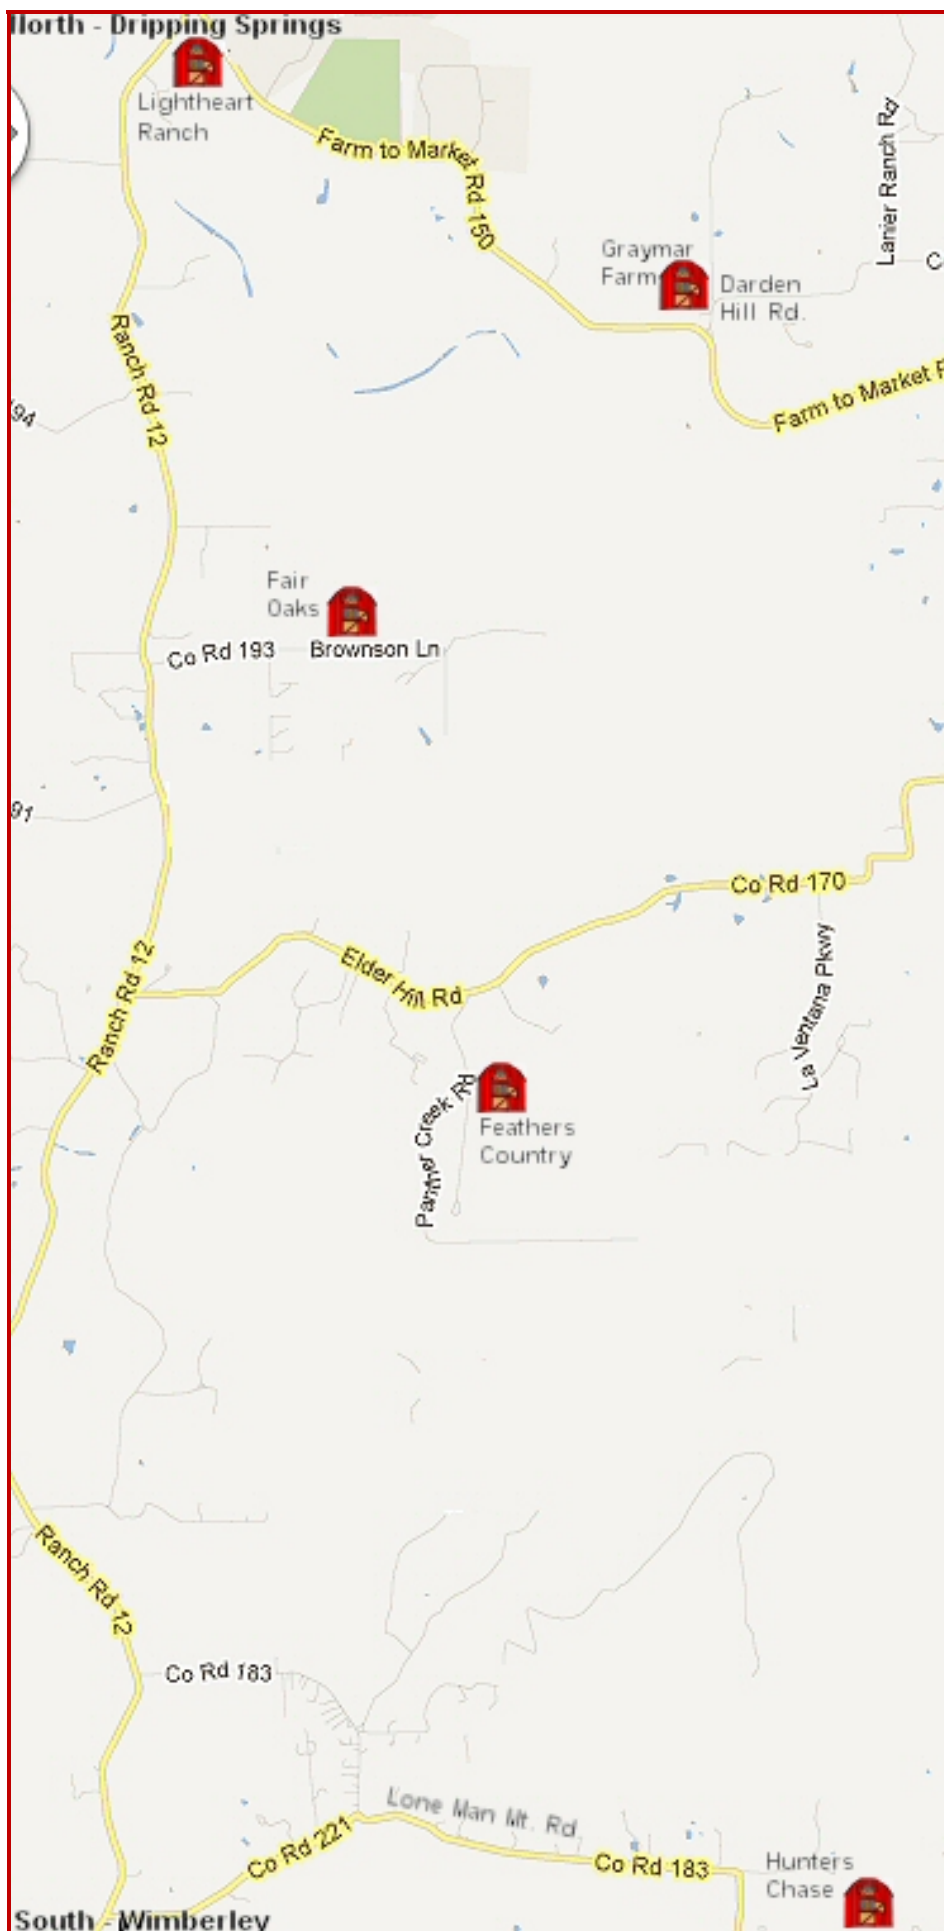 North - Dripping Springs
Lightheart
Ranch
Farm to Market Rd 150
Lanier Ranch Rd
Graymar
Farm
Darden
Hill Rd.
C
Ranch Rd 12
Farm to Market R
194
Fair
Oaks
Co Rd 193
Brownson Ln
91
Co Rd 170
La Ventana Pkwy
Ranch Rd 12
Elder Hill Rd
Panther Creek Rd
Feathers
Country
Ranch Rd 12
Co Rd 183
Lone Man Mt. Rd
Co Rd 221
Co Rd 183
Hunters
Chase
South - Wimberley